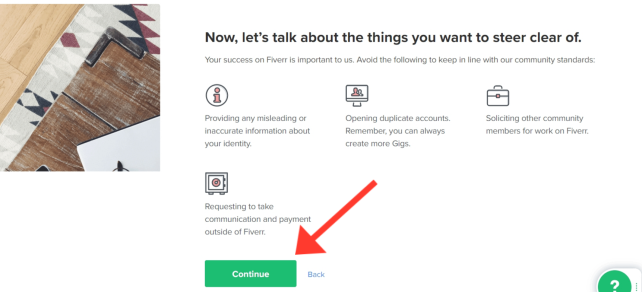 Now, let's talk about the things you want to steer clear of.
Your success on Fiverr is important to us. Avoid the following to keep in line with our community standards:
Providing any misleading or
inaccurate information about
your identity.
Opening duplicate accounts.
Remember, you can always
create more Gigs.
Soliciting other community
members for work on Fiverr.
Requesting to take
communication and payment
outside of Fiverr.
Continue
Back
?